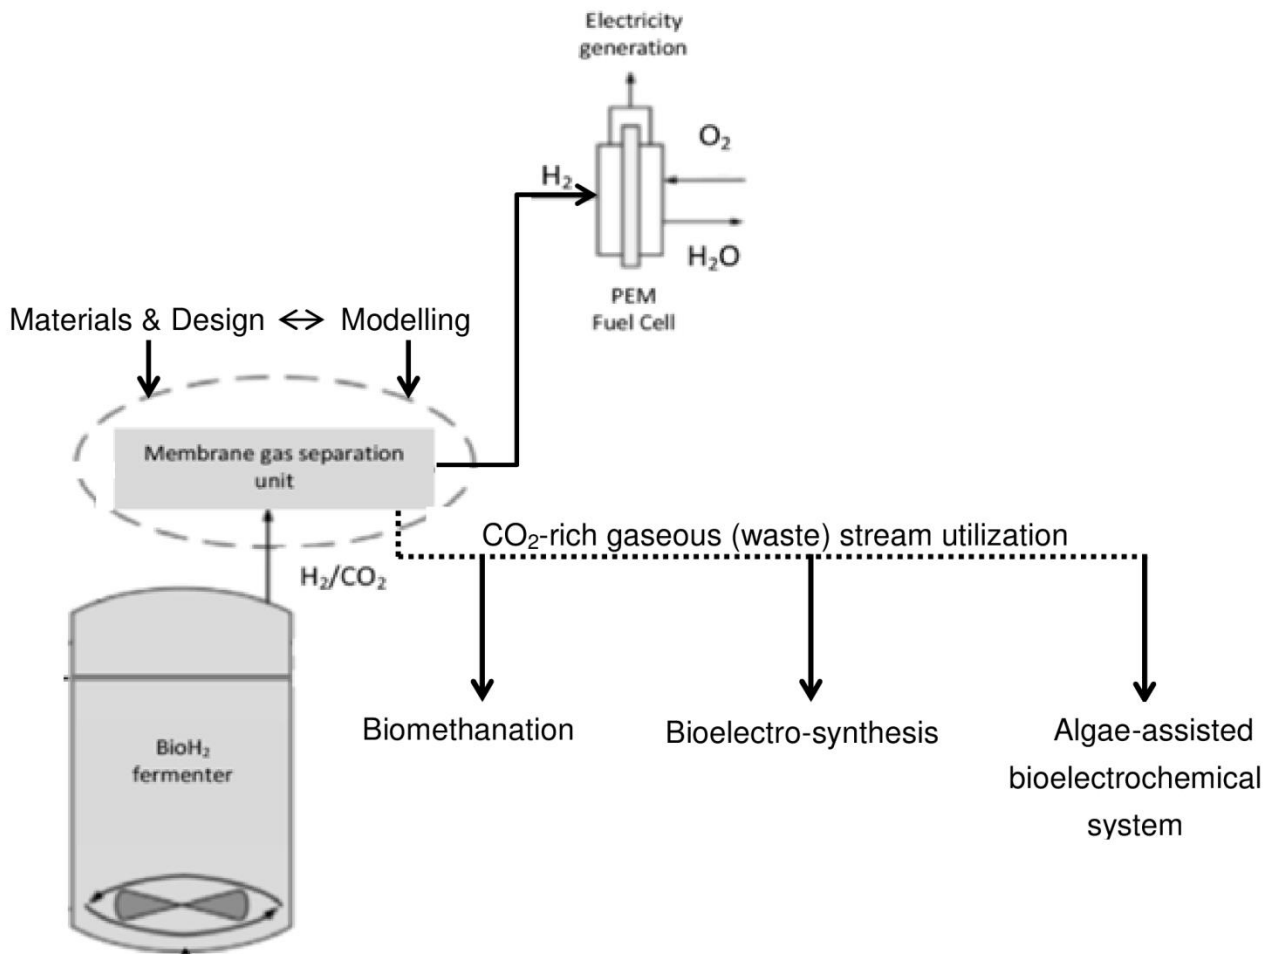 Electricity
generation
O₂
H₂
H₂O
PEM
Fuel Cell
Materials & Design ↔ Modelling
Membrane gas separation
unit
CO₂-rich gaseous (waste) stream utilization
H₂/CO₂
Biomethanation
Bioelectro-synthesis
Algae-assisted
bioelectrochemical
system
BioH₂
fermenter